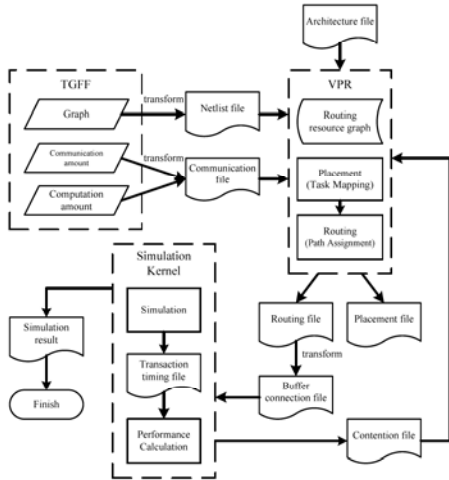 Architecture file
TGFF
VPR
Graph
transform
Netlist file
Routing
resource graph
Communication
amount
transform
Communication
file
Computation
amount
Placement
(Task Mapping)
Routing
(Path Assignment)
Simulation
Kernel
Simulation
Simulation
result
Routing file
Placement file
transform
Transaction
timing file
Buffer
connection file
Finish
Performance
Calculation
Contention file